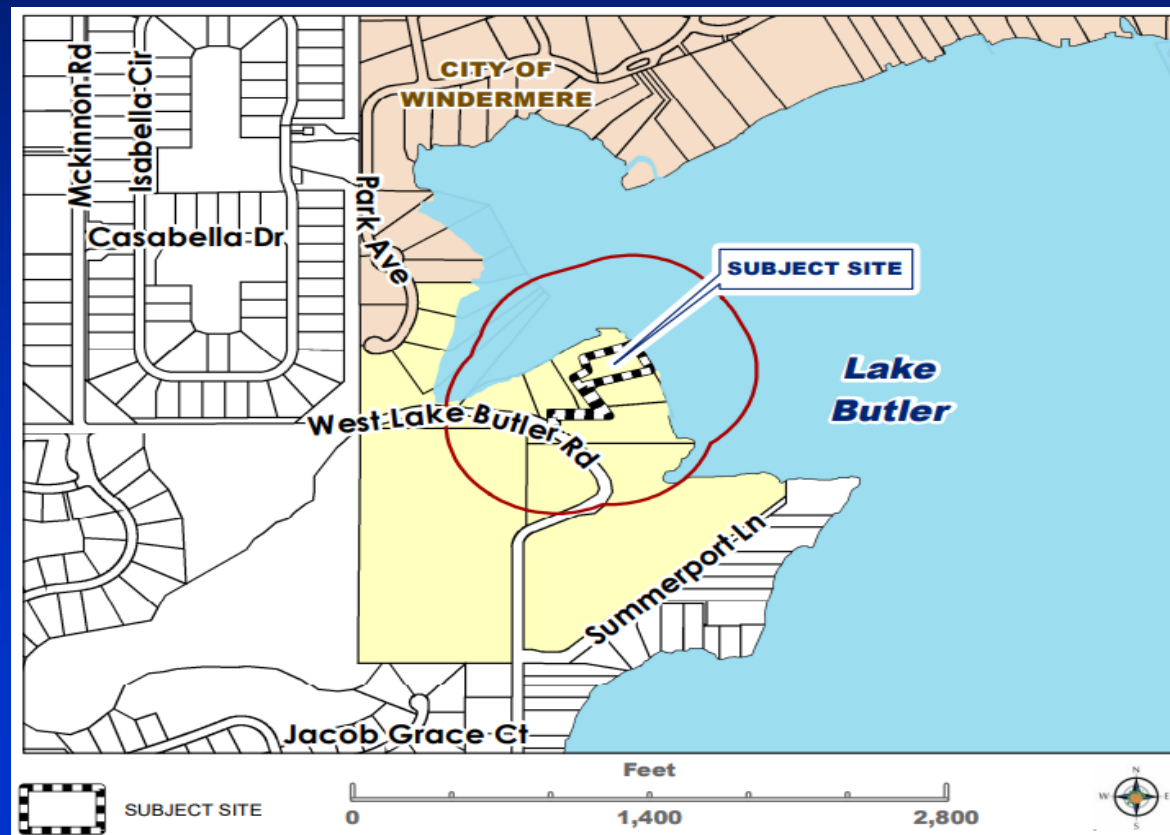 CITY OF
WINDERMERE
Mckinnon Rd
Isabella Cir
Casabella Dr
Park Ave
SUBJECT SITE
Lake
Butler
West Lake Butler Rd
Summerport Ln
Jacob Grace Ct
SUBJECT SITE
Feet
0
1,400
2,800
N
W
E
S